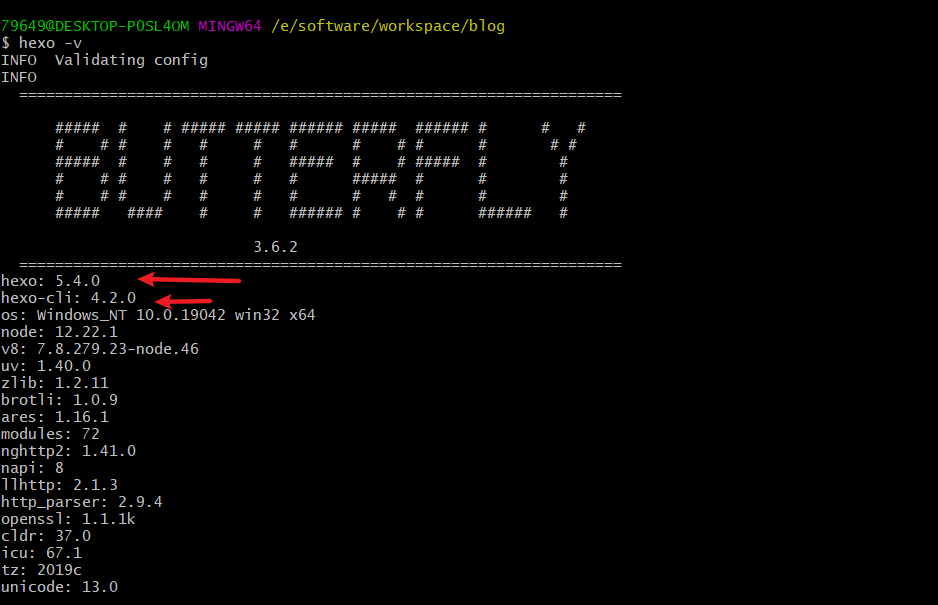 79649@DESKTOP-P0SL4OM MINGW64 /e/software/workspace/blog
$ hexo -v
INFO  Validating config
INFO
===================================================================
BUTTERFLY
3.6.2
===================================================================
hexo: 5.4.0
hexo-cli: 4.2.0
os: Windows_NT 10.0.19042 win32 x64
node: 12.22.1
v8: 7.8.279.23-node.46
uv: 1.40.0
zlib: 1.2.11
brotli: 1.0.9
ares: 1.16.1
modules: 72
nghttp2: 1.41.0
napi: 8
llhttp: 2.1.3
http_parser: 2.9.4
openssl: 1.1.1k
cldr: 37.0
icu: 67.1
tz: 2019c
unicode: 13.0